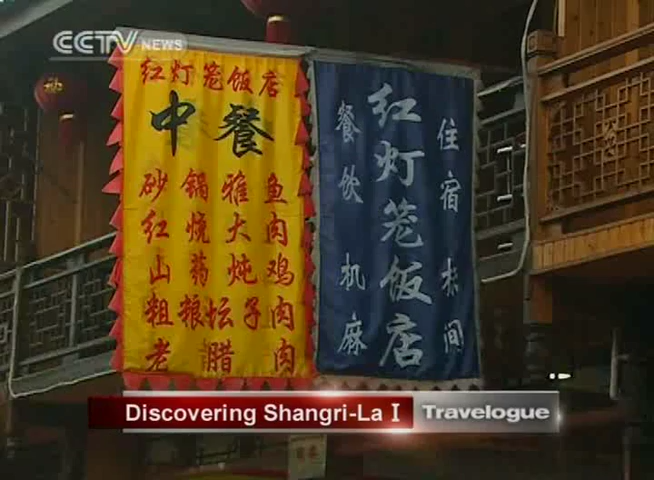 CCTV NEWS
红灯笼饭店
中餐
砂锅雅鱼
红烧大肉
山药炖鸡
粗粮坛子肉
老腊肉
餐饮 机麻
红灯笼饭店
住宿 标间
Discovering Shangri-La I Travelogue